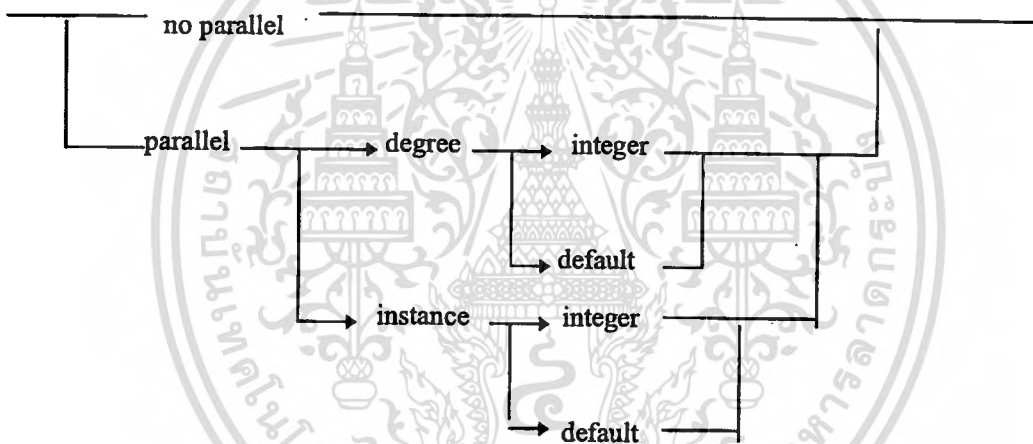 no parallel
parallel degree integer
default
instance integer
default